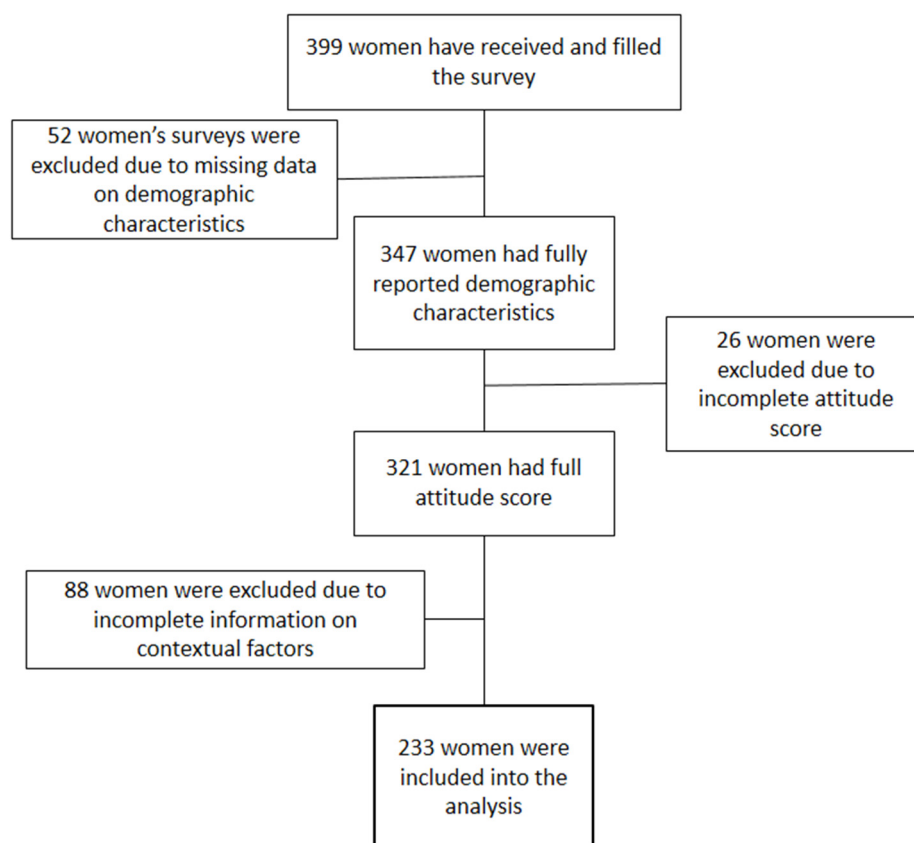 399 women have received and filled
the survey
52 women’s surveys were
excluded due to missing data
on demographic
characteristics
347 women had fully
reported demographic
characteristics
26 women were
excluded due to
incomplete attitude
score
321 women had full
attitude score
88 women were excluded due to
incomplete information on
contextual factors
233 women were
included into the
analysis